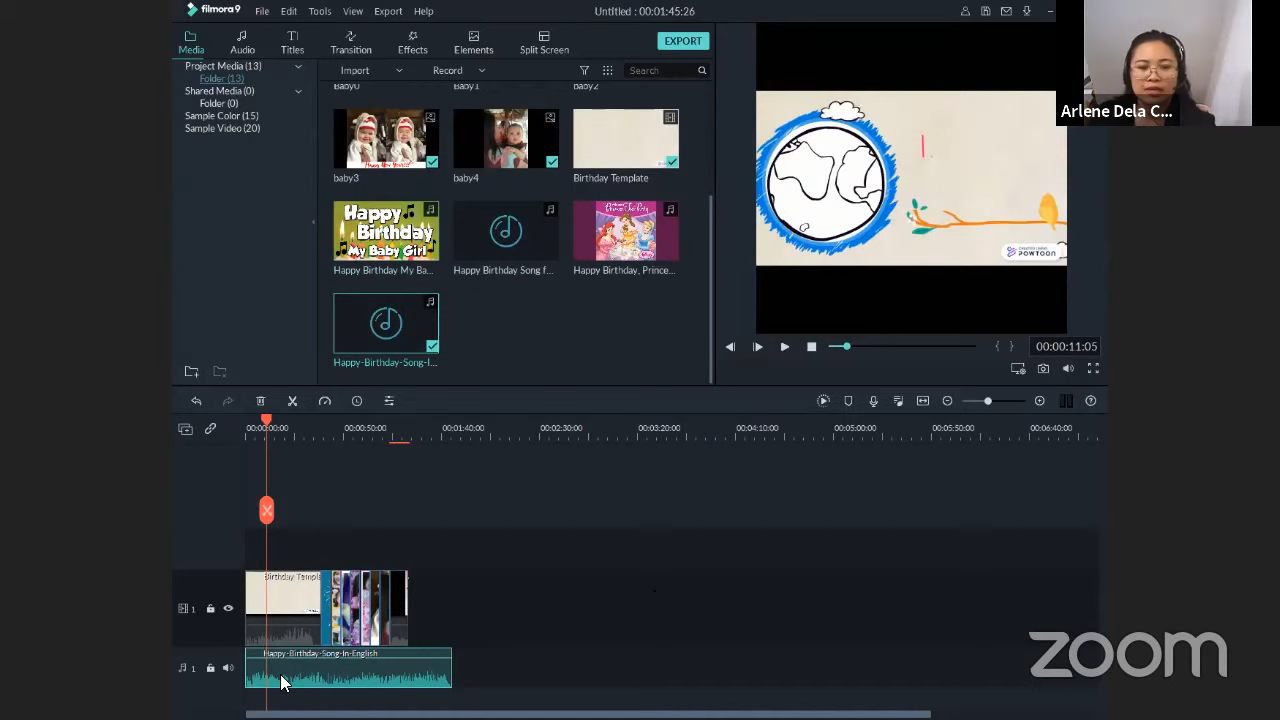 filmora9
File Edit Tools View Export Help
Untitled : 00:01:45:26
Media Audio Titles Transition Effects Elements Split Screen
EXPORT
Project Media (13)
Folder (13)
Shared Media (0)
Folder (0)
Sample Color (15)
Sample Video (20)
Import Record Search
Baby0 Baby1 baby2
baby3 baby4 Birthday Template
Happy Birthday My Baby Girl
Happy Birthday My Ba... Happy Birthday Song f... Happy Birthday, Prince...
Happy-Birthday-Song-I...
Arlene Dela C...
POWTOON
00:00:11:05
00:00:00:00 00:00:50:00 00:01:40:00 00:02:30:00 00:03:20:00 00:04:10:00 00:05:00:00 00:05:50:00 00:06:40:00
Birthday Templa
1
Happy-Birthday-Song-In-English
1
zoom